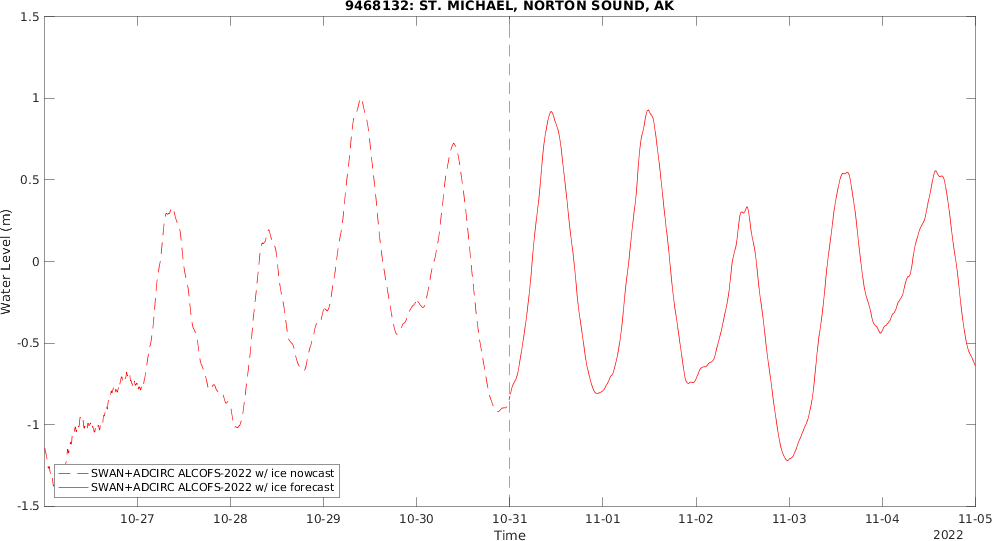 9468132: ST. MICHAEL, NORTON SOUND, AK
1.5
1
0.5
0
-0.5
-1
-1.5
Water Level (m)
SWAN+ADCIRC ALCOFS-2022 w/ ice nowcast
SWAN+ADCIRC ALCOFS-2022 w/ ice forecast
10-27 10-28 10-29 10-30 10-31 11-01 11-02 11-03 11-04 11-05
Time
2022